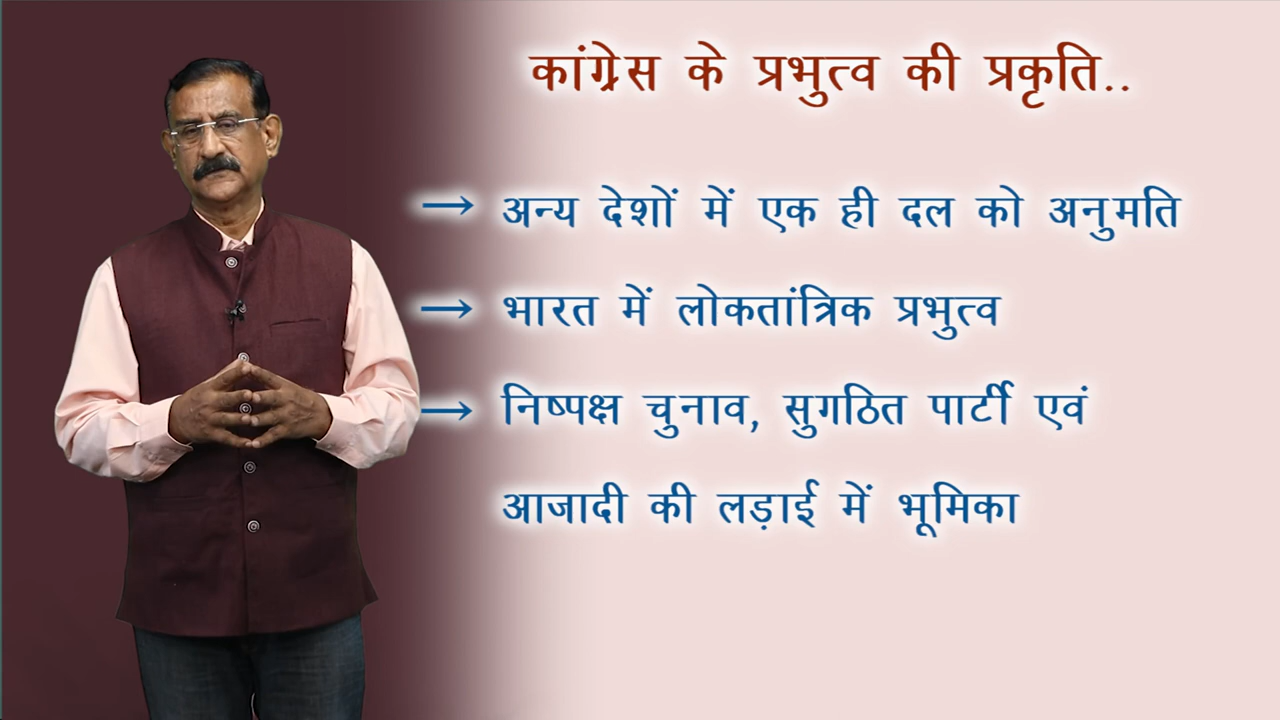 कांग्रेस के प्रभुत्व की प्रकृति..
→ अन्य देशों में एक ही दल को अनुमति
→ भारत में लोकतांत्रिक प्रभुत्व
→ निष्पक्ष चुनाव, सुगठित पार्टी एवं
आजादी की लड़ाई में भूमिका